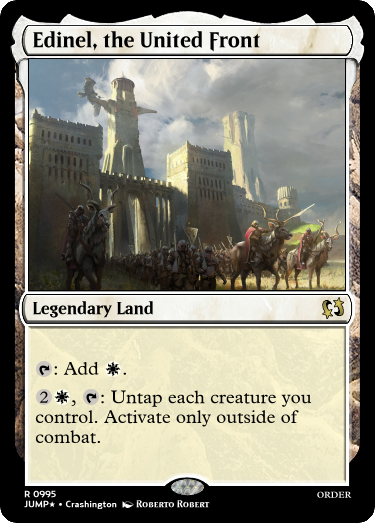 Edinel, the United Front
Legendary Land
: Add .
2 , : Untap each creature you
control. Activate only outside of
combat.
R 0995
JUMP★ • Crashington Roberto Robert
ORDER